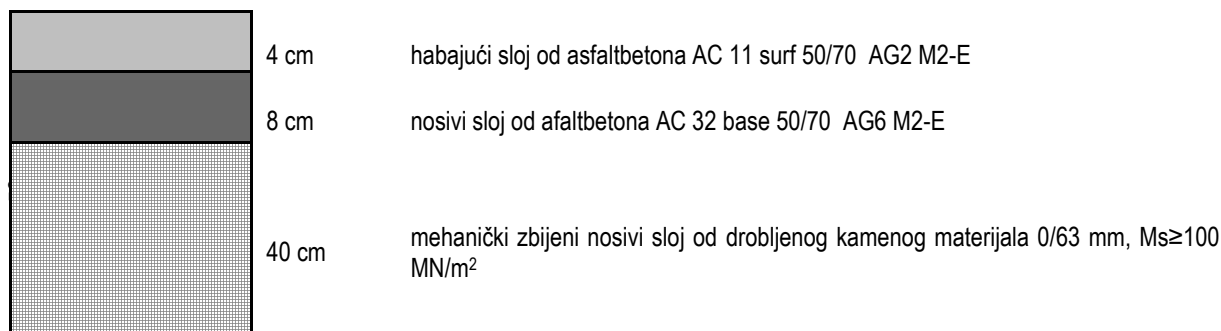 4 cm habajući sloj od asfaltbetona AC 11 surf 50/70 AG2 M2-E
8 cm nosivi sloj od afaltbetona AC 32 base 50/70 AG6 M2-E
40 cm mehanički zbijeni nosivi sloj od drobljenog kamenog materijala 0/63 mm, Ms≥100
MN/m²